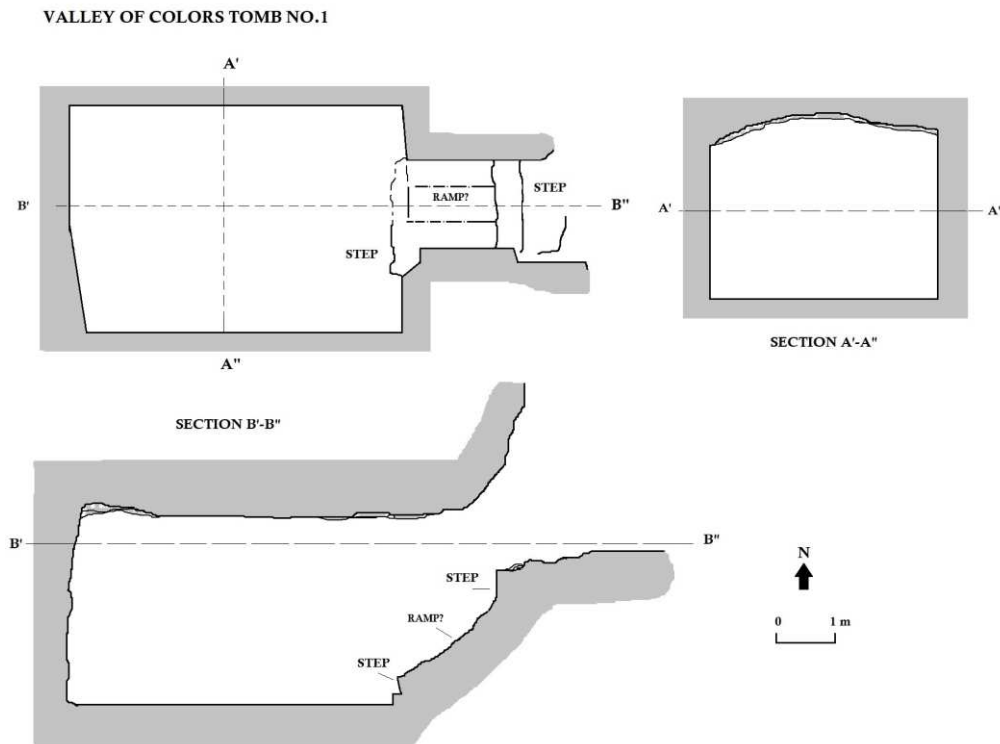 VALLEY OF COLORS TOMB NO.1
A'
B'
RAMP?
STEP
B"
STEP
A"
A'
A'
SECTION A'-A"
SECTION B'-B"
B'
B"
STEP
RAMP?
STEP
N
0 1 m